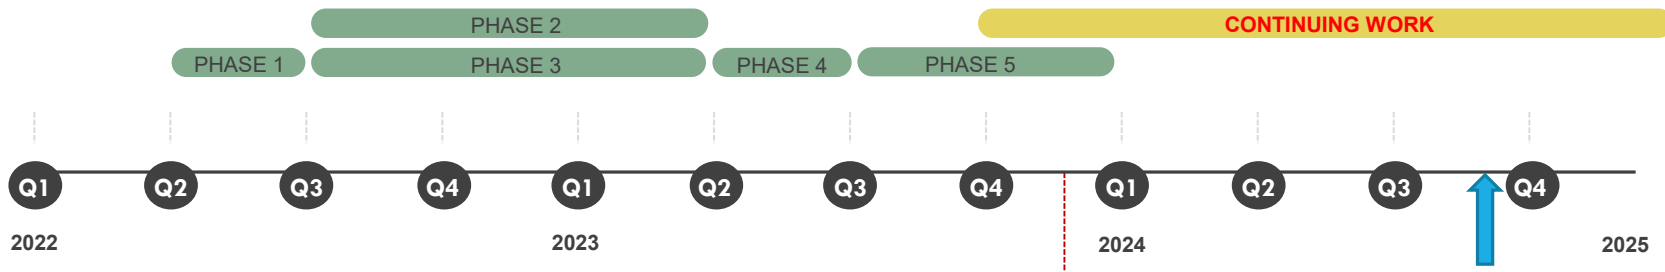 PHASE 2
CONTINUING WORK
PHASE 1
PHASE 3
PHASE 4
PHASE 5
Q1
Q2
Q3
Q4
Q1
Q2
Q3
Q4
Q1
Q2
Q3
Q4
2022
2023
2024
2025